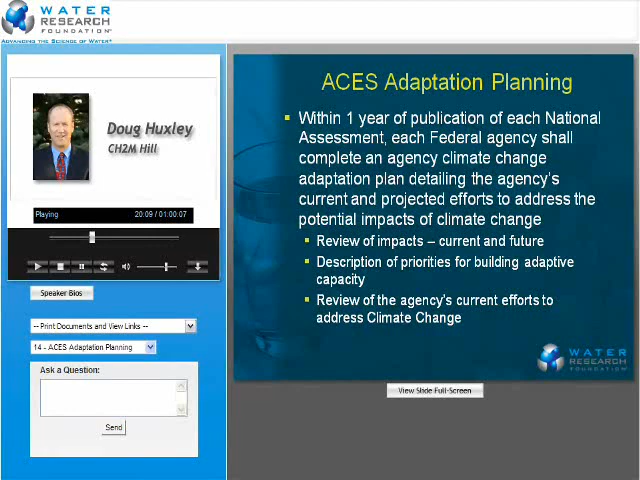 WATER
RESEARCH
FOUNDATION™
ADVANCING THE SCIENCE OF WATER®
Doug Huxley
CH2M Hill
Playing
20:09 / 01:00:07
Speaker Bios
-- Print Documents and View Links --
14 - ACES Adaptation Planning
Ask a Question:
Send
ACES Adaptation Planning
Within 1 year of publication of each National
Assessment, each Federal agency shall
complete an agency climate change
adaptation plan detailing the agency's
current and projected efforts to address the
potential impacts of climate change
Review of impacts – current and future
Description of priorities for building adaptive
capacity
Review of the agency's current efforts to
address Climate Change
WATER
RESEARCH
FOUNDATION
View Slide Full-Screen